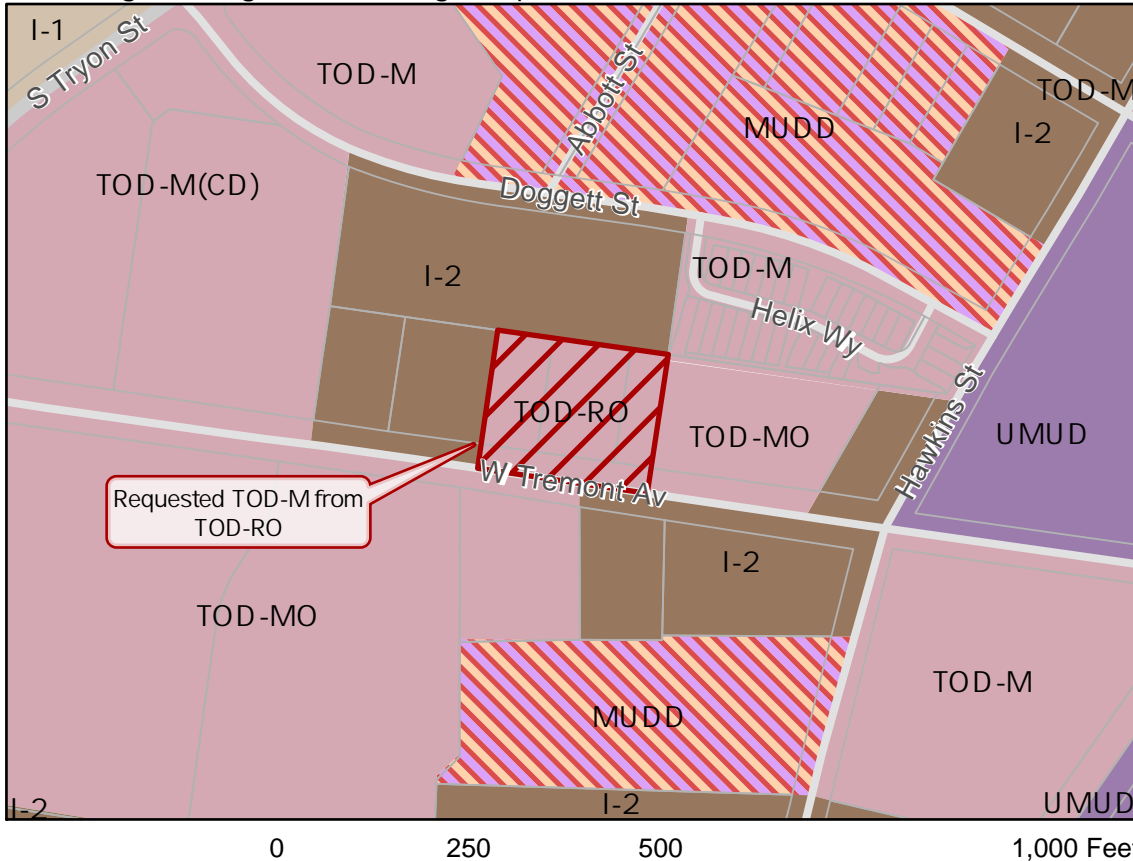 I-1
S Tryon St
TOD-M
Abbott St
MUDD
TOD-M
I-2
TOD-M(CD)
Doggett St
I-2
TOD-M
Helix Wy
TOD-RO
TOD-MO
Hawkins St
UMUD
W Tremont Av
Requested TOD-M from
TOD-RO
I-2
TOD-MO
TOD-M
MUDD
I-2
I-2
UMUD
0 250 500 1,000 Feet